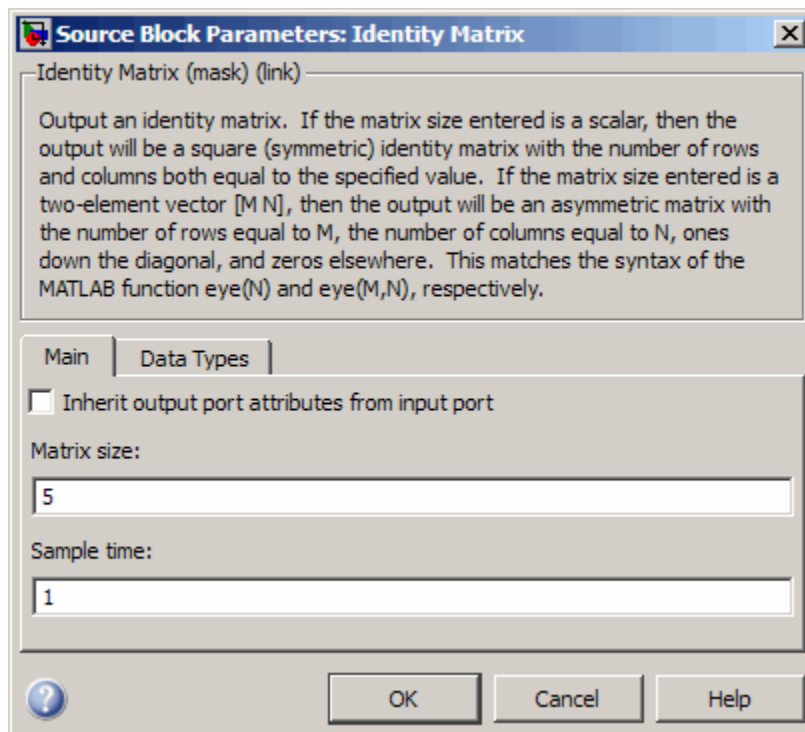 Source Block Parameters: Identity Matrix
Identity Matrix (mask) (link)
Output an identity matrix.  If the matrix size entered is a scalar, then the
output will be a square (symmetric) identity matrix with the number of rows
and columns both equal to the specified value.  If the matrix size entered is a
two-element vector [M N], then the output will be an asymmetric matrix with
the number of rows equal to M, the number of columns equal to N, ones
down the diagonal, and zeros elsewhere.  This matches the syntax of the
MATLAB function eye(N) and eye(M,N), respectively.
Main Data Types
Inherit output port attributes from input port
Matrix size:
5
Sample time:
1
OK Cancel Help